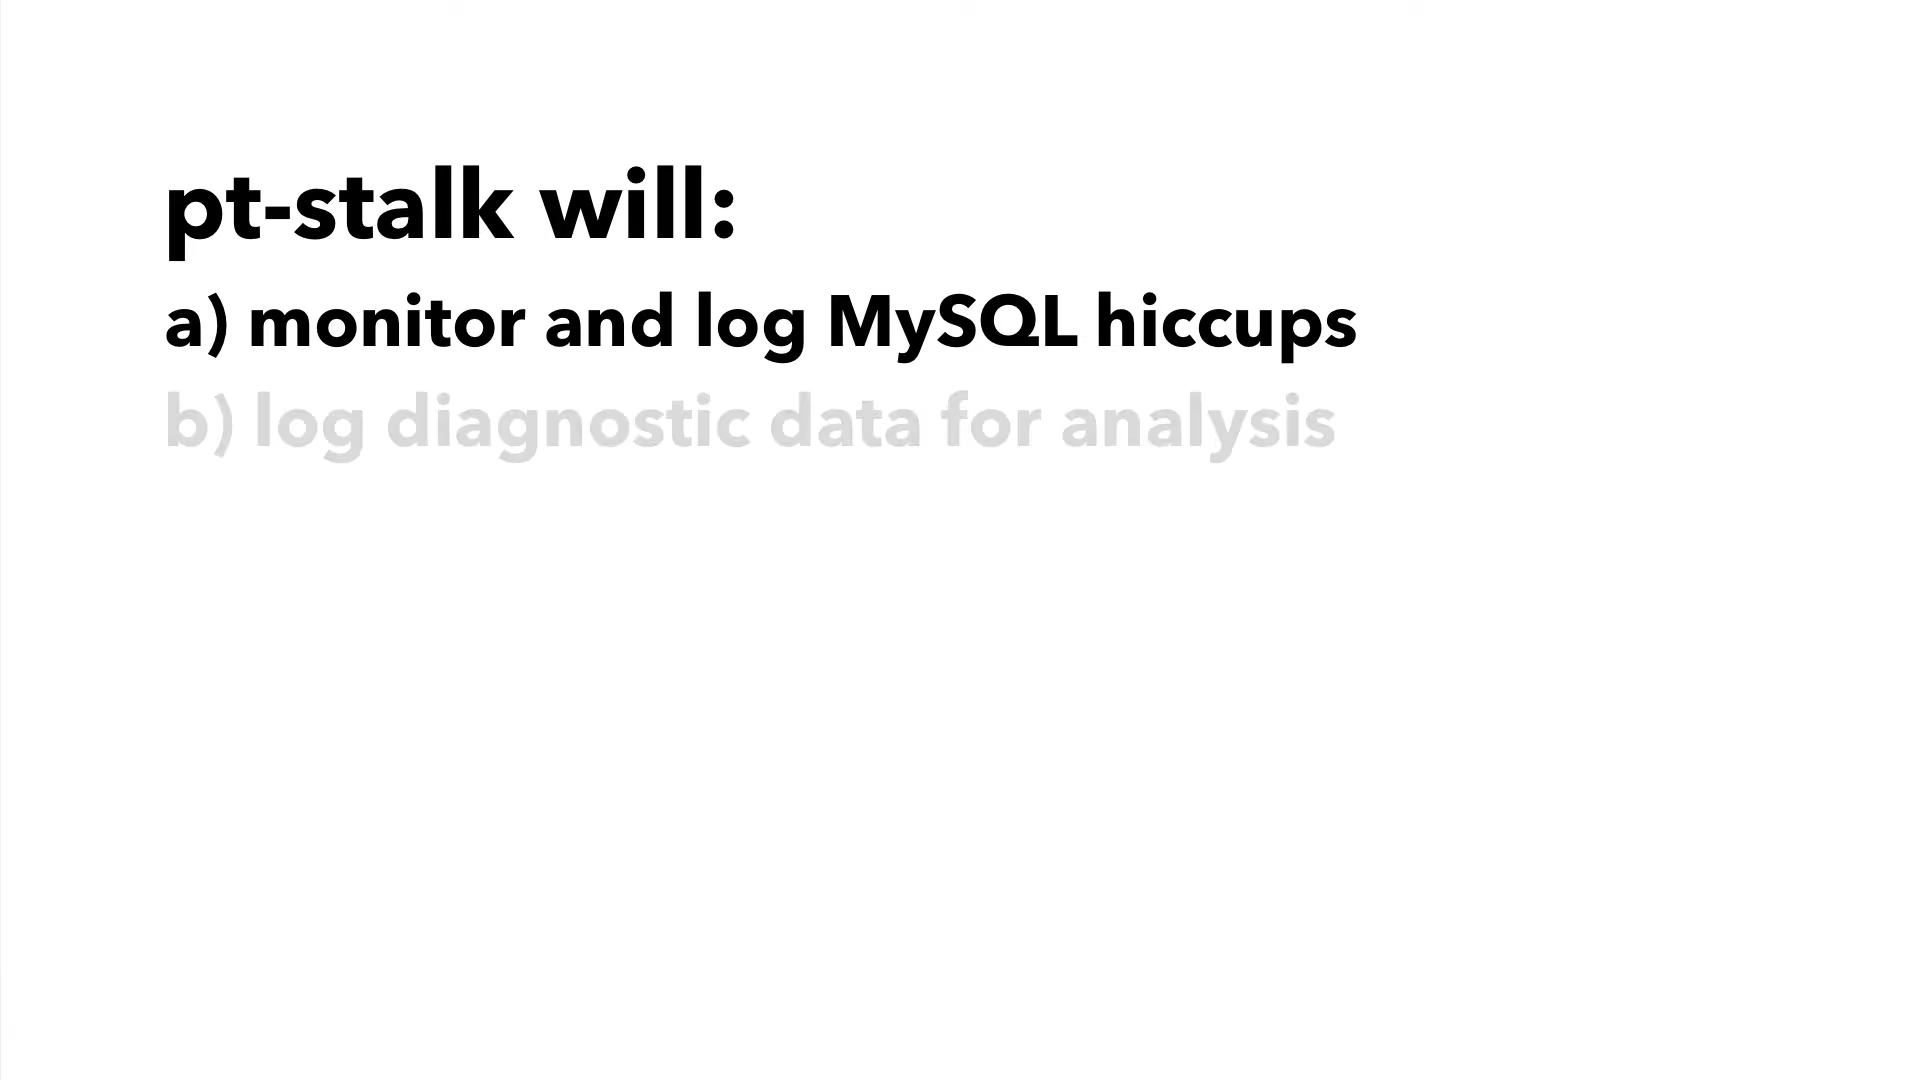 pt-stalk will:
a) monitor and log MySQL hiccups
b) log diagnostic data for analysis